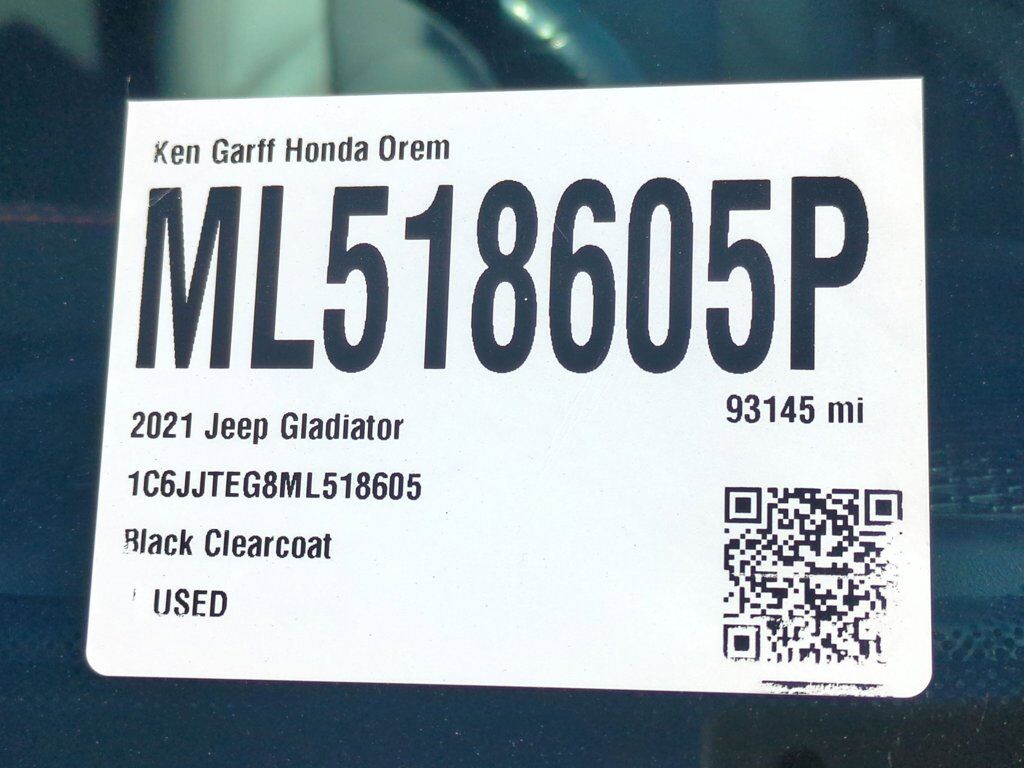 Ken Garff Honda Orem
ML518605P
93145 mi
2021 Jeep Gladiator
1C6JJTEG8ML518605
Black Clearcoat
USED